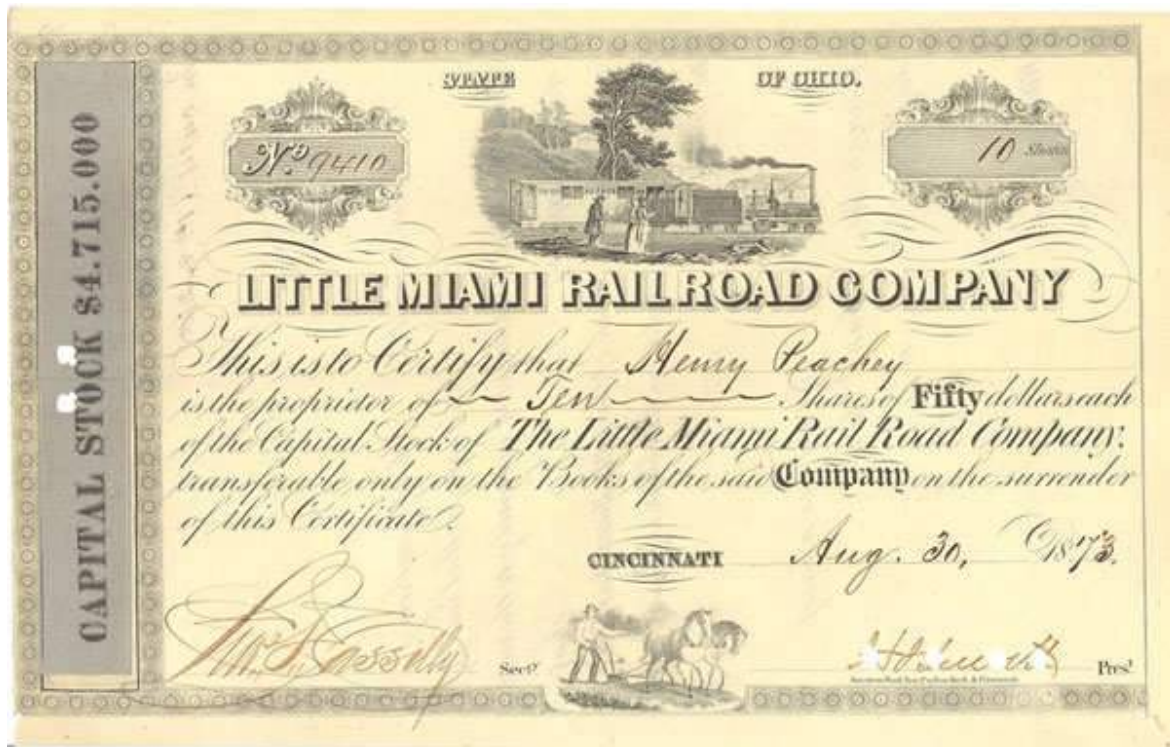 STATE OF OHIO.
No 9410
10 Shares
CAPITAL STOCK $4.715.000
LITTLE MIAMI RAILROAD COMPANY
This is to Certify that Henry Peachey
is the proprietor of Ten Shares of Fifty dollars each
of the Capital Stock of The Little Miami Rail Road Company.
transferable only on the Books of the said Company on the surrender
of this Certificate.
CINCINNATI Aug. 30, 1873.
Secy
Prest